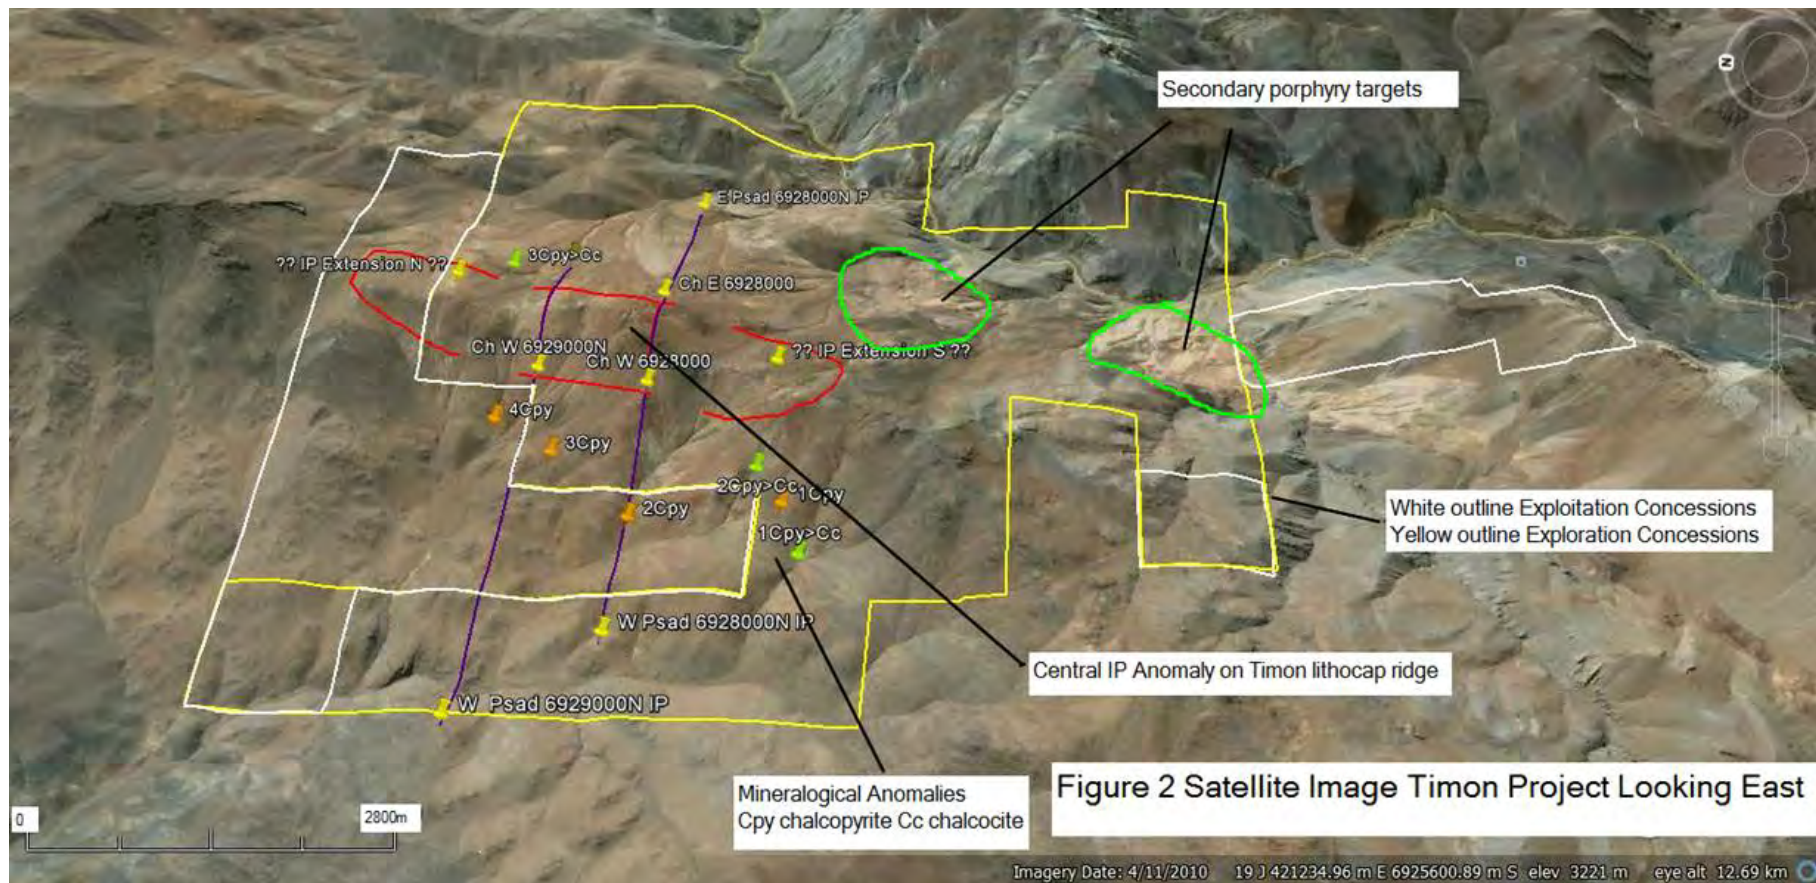 N
Secondary porphyry targets
E Psad 6928000N IP
3Cpy>Cc
?? IP Extension N ??
Ch E 6928000
Ch W 6929000N
Ch W 6928000
?? IP Extension S ??
4Cpy
3Cpy
2Cpy>Cc
1Cpy
2Cpy
1Cpy>Cc
White outline Exploitation Concessions
Yellow outline Exploration Concessions
W Psad 6928000N IP
Central IP Anomaly on Timon lithocap ridge
W Psad 6929000N IP
Mineralogical Anomalies
Cpy chalcopyrite Cc chalcocite
Figure 2 Satellite Image Timon Project Looking East
0
2800m
Imagery Date: 4/11/2010 19 J 421234.96 m E 6925600.89 m S elev 3221 m eye alt 12.69 km